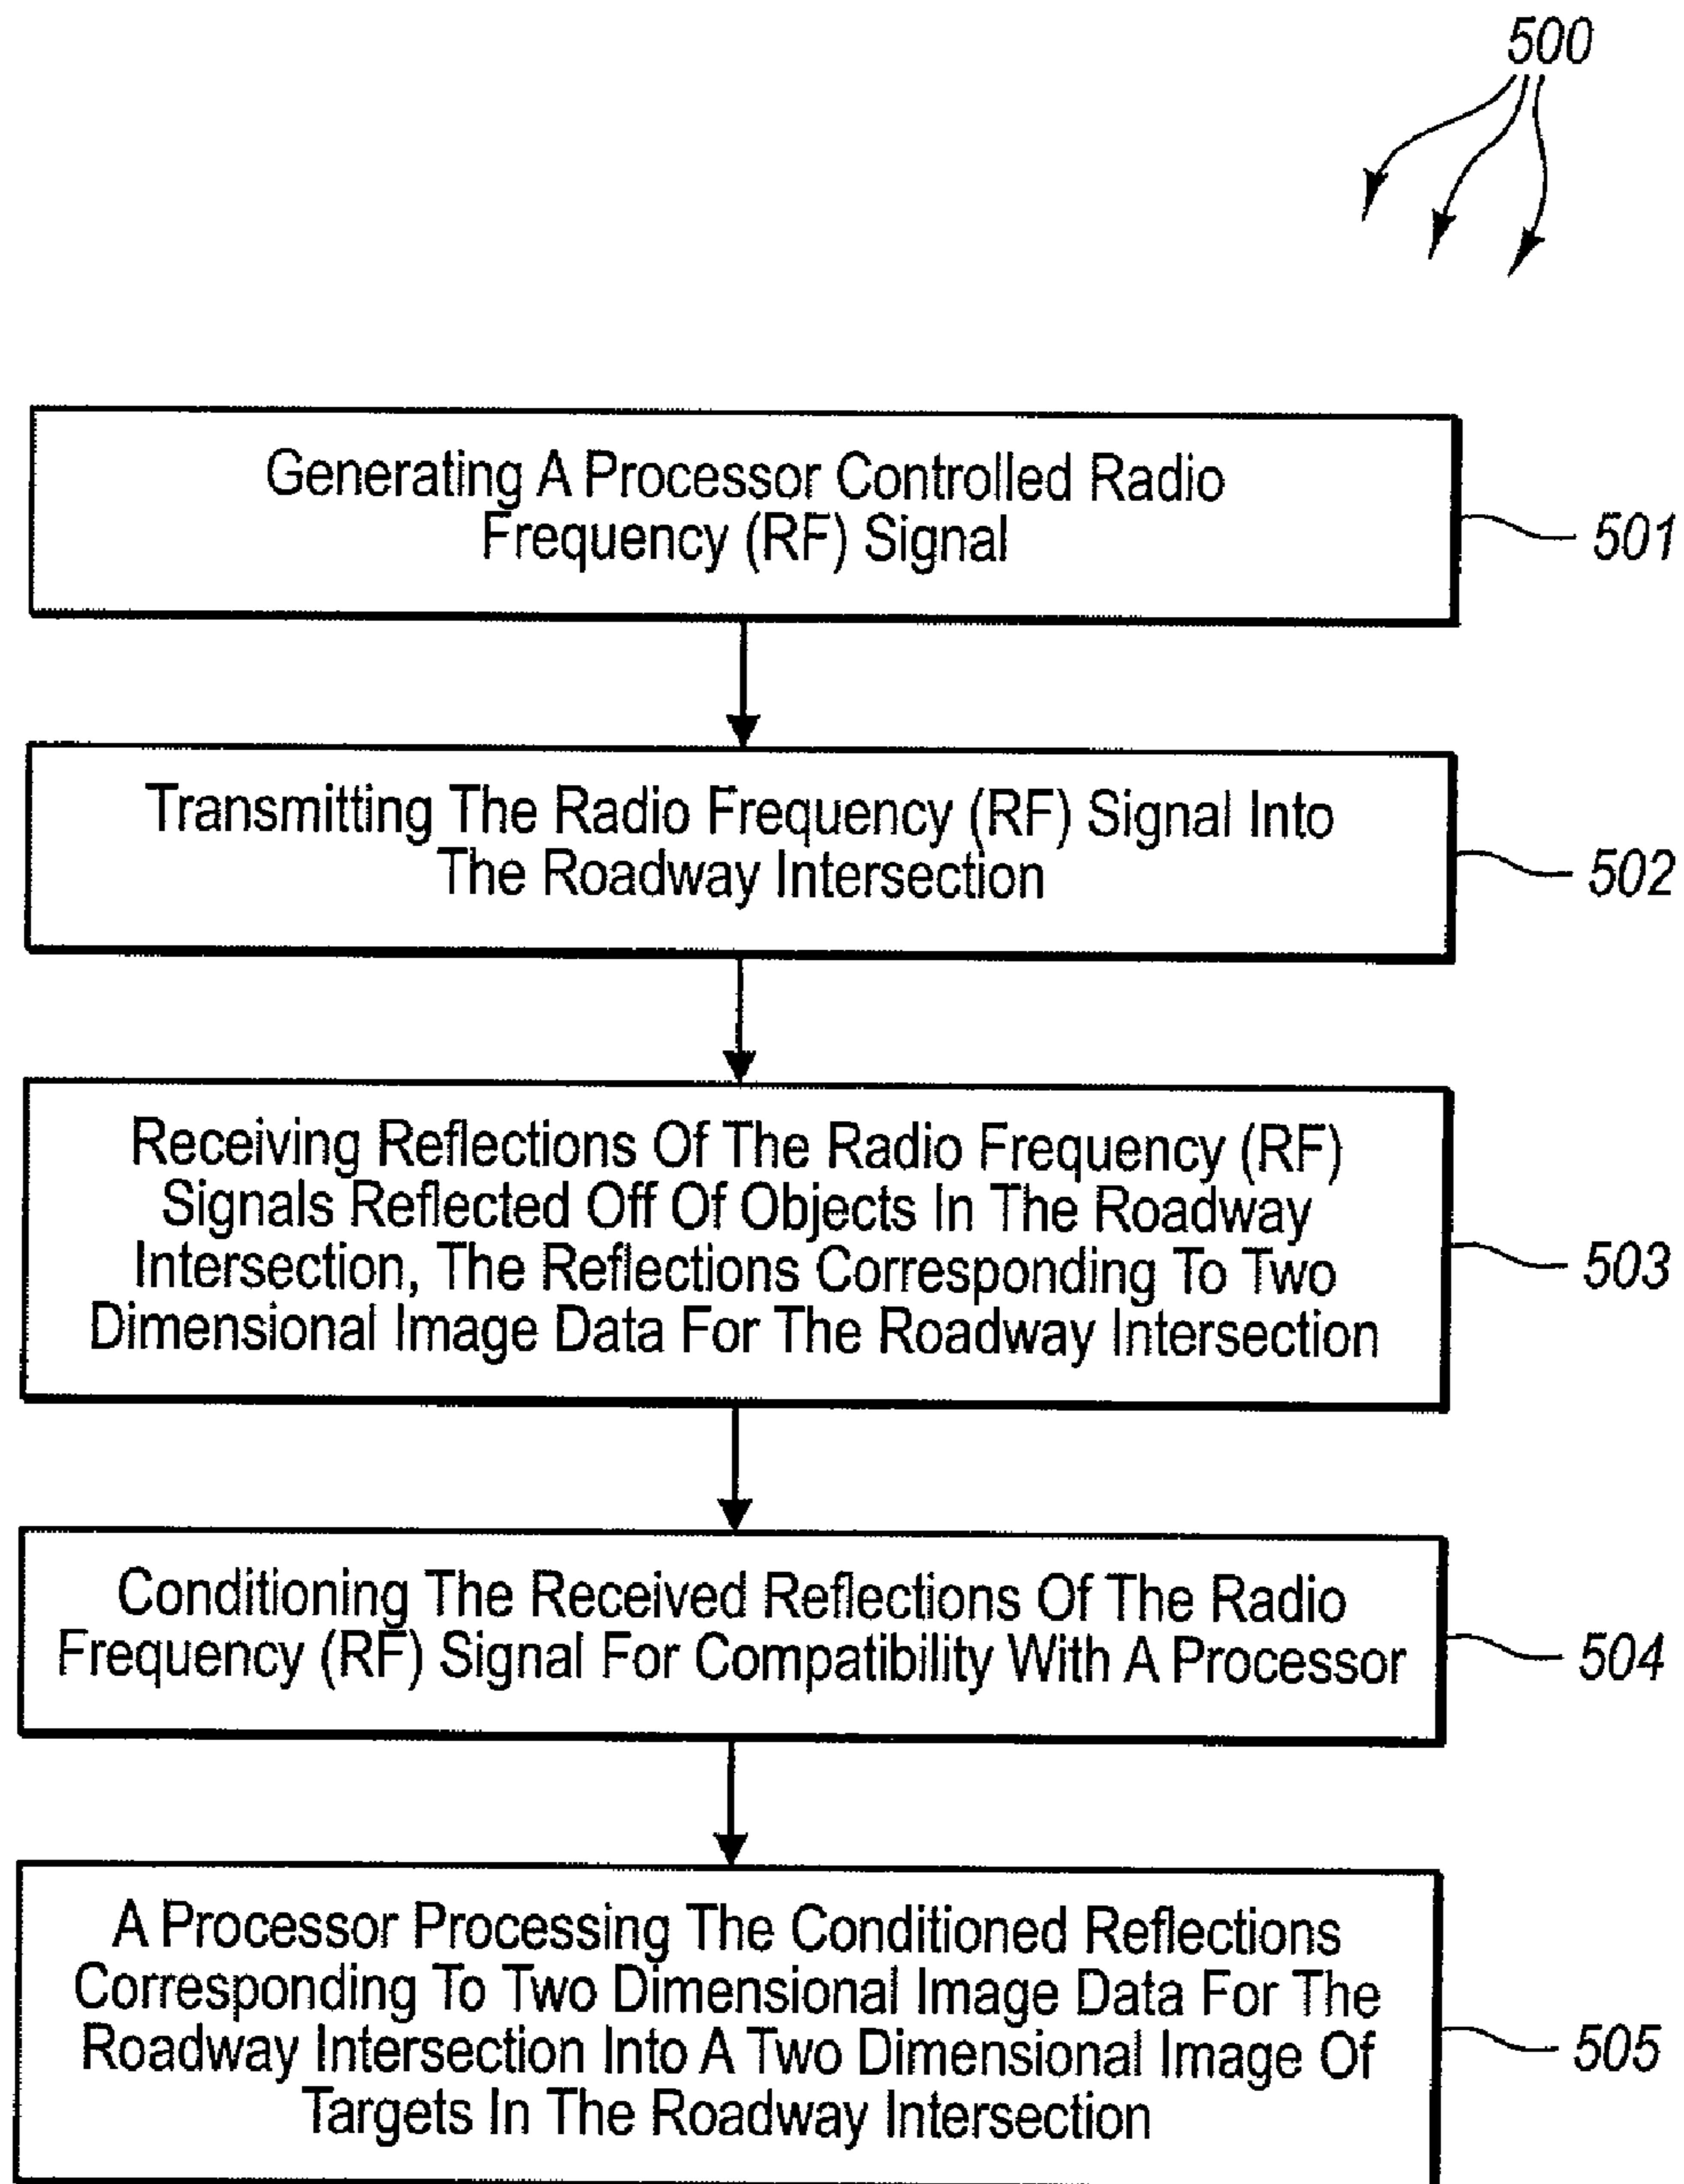 500
Generating A Processor Controlled Radio
Frequency (RF) Signal
501
Transmitting The Radio Frequency (RF) Signal Into
The Roadway Intersection
502
Receiving Reflections Of The Radio Frequency (RF)
Signals Reflected Off Of Objects In The Roadway
Intersection, The Reflections Corresponding To Two
Dimensional Image Data For The Roadway Intersection
503
Conditioning The Received Reflections Of The Radio
Frequency (RF) Signal For Compatibility With A Processor
504
A Processor Processing The Conditioned Reflections
Corresponding To Two Dimensional Image Data For The
Roadway Intersection Into A Two Dimensional Image Of
Targets In The Roadway Intersection
505